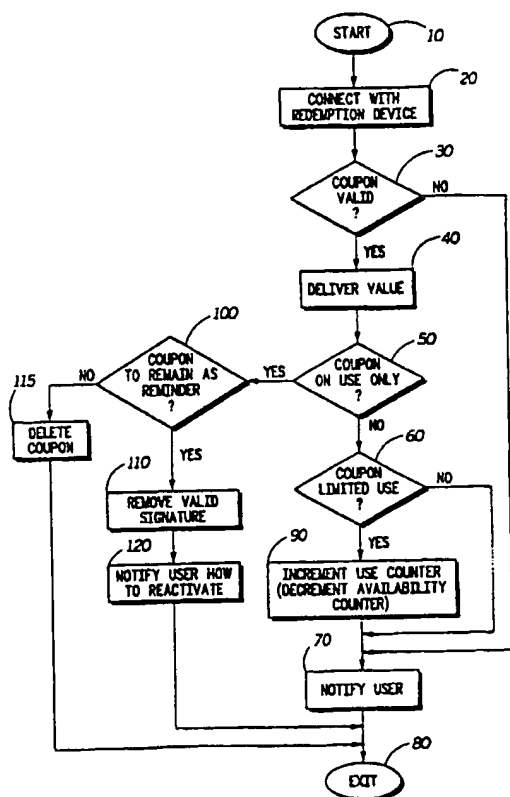 START
10
20
CONNECT WITH
REDEMPTION DEVICE
30
COUPON
VALID
?
NO
YES
40
DELIVER VALUE
100
COUPON
TO REMAIN AS
REMINDER
?
NO
YES
50
COUPON
ON USE ONLY
?
YES
NO
115
DELETE
COUPON
60
COUPON
LIMITED USE
?
NO
YES
110
REMOVE VALID
SIGNATURE
90
INCREMENT USE COUNTER
(DECREMENT AVAILABILITY
COUNTER)
120
NOTIFY USER HOW
TO REACTIVATE
70
NOTIFY USER
80
EXIT